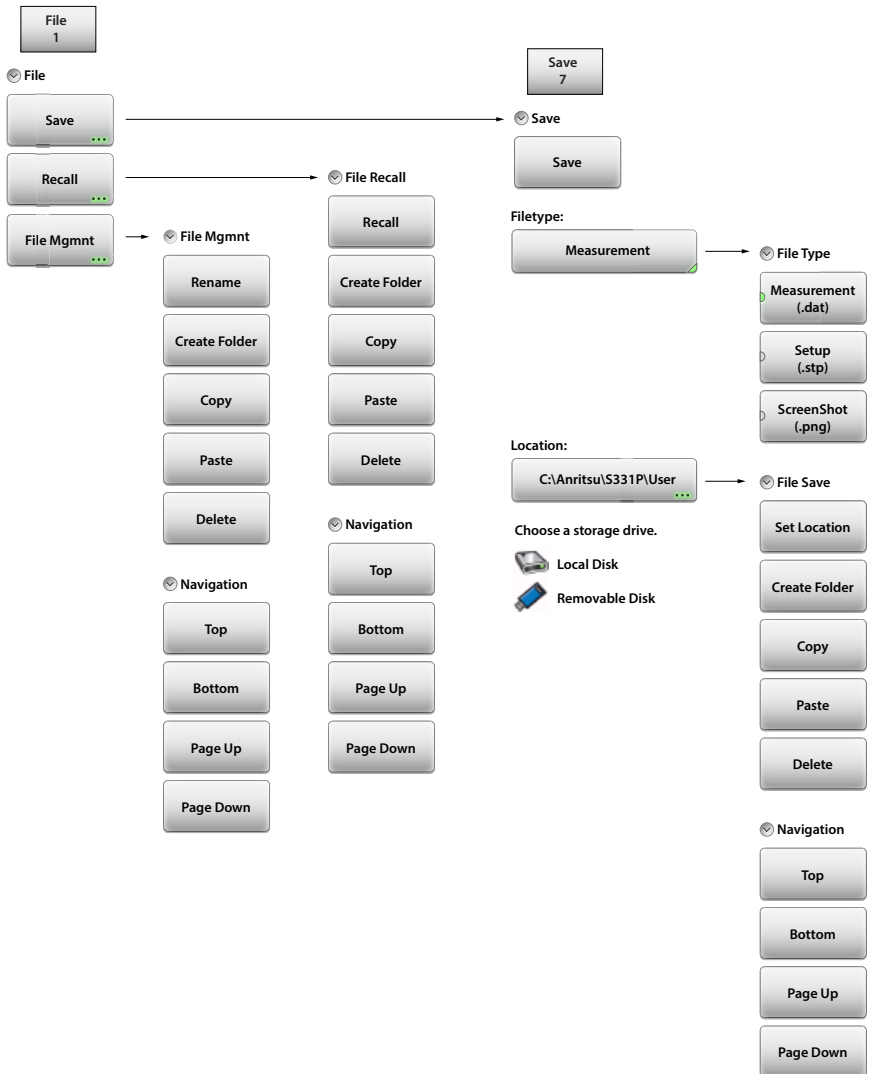 File
1
File
Save
Recall
File Mgmnt
File Mgmnt
Rename
Create Folder
Copy
Paste
Delete
Navigation
Top
Bottom
Page Up
Page Down
File Recall
Recall
Create Folder
Copy
Paste
Delete
Navigation
Top
Bottom
Page Up
Page Down
Save
7
Save
Save
Filetype:
Measurement
Location:
C:\Anritsu\S331P\User
Choose a storage drive.
Local Disk
Removable Disk
File Type
Measurement
(.dat)
Setup
(.stp)
ScreenShot
(.png)
File Save
Set Location
Create Folder
Copy
Paste
Delete
Navigation
Top
Bottom
Page Up
Page Down